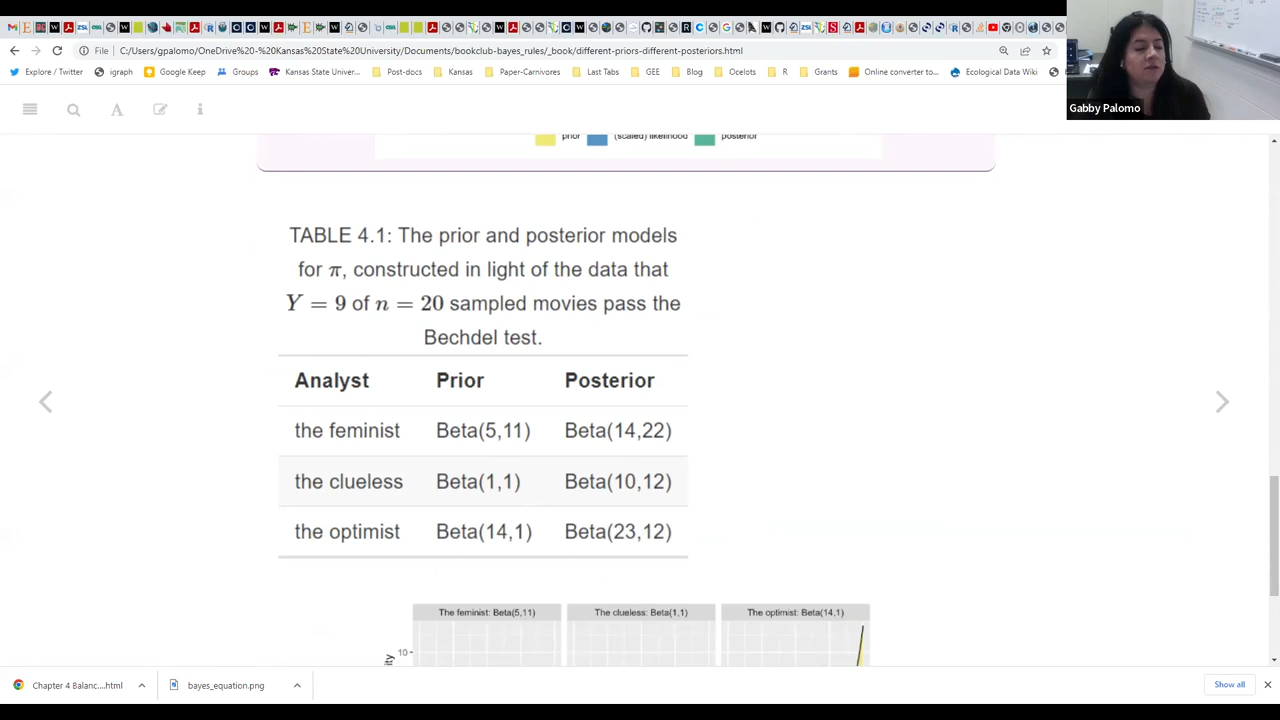 File
C:/Users/gpalomo/OneDrive%20-%20Kansas%20State%20University/Documents/bookclub-bayes_rules/_book/different-priors-different-posteriors.html
Explore / Twitter igraph Google Keep Groups Kansas State Univer... Post-docs Kansas Paper-Carnivores Last Tabs GEE Blog Ocelots R Grants Online converter to... Ecological Data Wiki
Gabby Palomo
prior (scaled) likelihood posterior
TABLE 4.1: The prior and posterior models
for π, constructed in light of the data that
Y = 9 of n = 20 sampled movies pass the
Bechdel test.
Analyst Prior Posterior
the feminist Beta(5,11) Beta(14,22)
the clueless Beta(1,1) Beta(10,12)
the optimist Beta(14,1) Beta(23,12)
The feminist: Beta(5,11) The clueless: Beta(1,1) The optimist: Beta(14,1)
10
Chapter 4 Balanc....html bayes_equation.png Show all